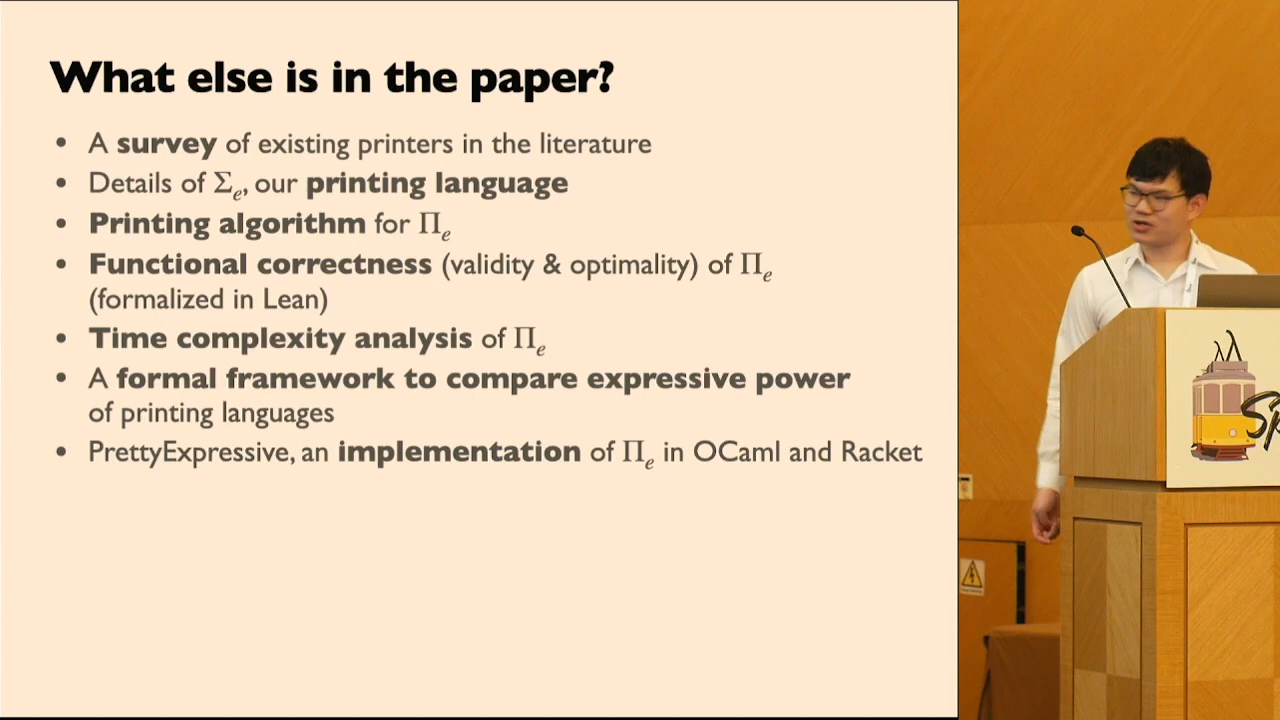 What else is in the paper?
• A survey of existing printers in the literature
• Details of Σₑ, our printing language
• Printing algorithm for Πₑ
• Functional correctness (validity & optimality) of Πₑ
(formalized in Lean)
• Time complexity analysis of Πₑ
• A formal framework to compare expressive power
of printing languages
• PrettyExpressive, an implementation of Πₑ in OCaml and Racket
SP